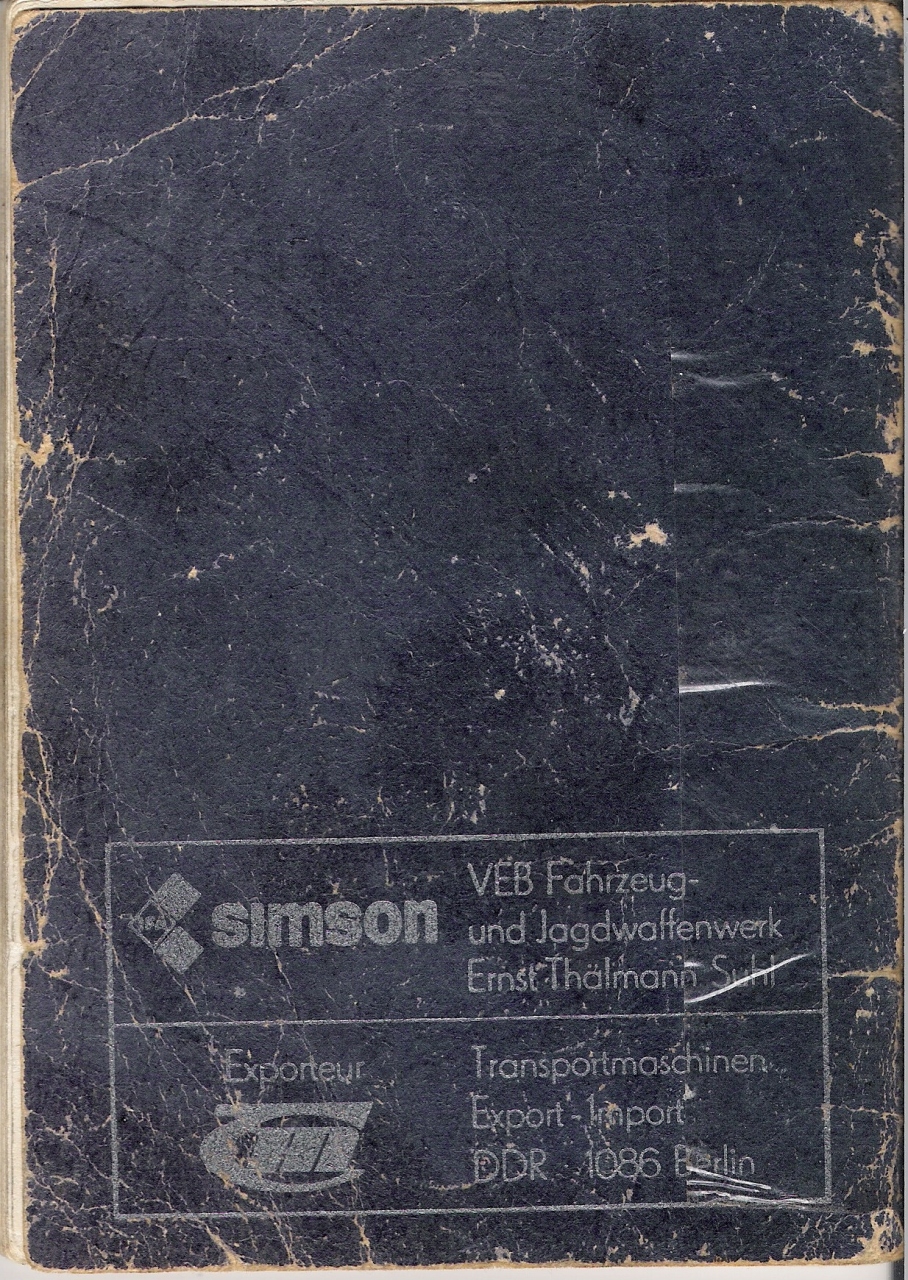 simson
VEB Fahrzeug-
und Jagdwaffenwerk
Ernst Thälmann Suhl
Exporteur
Transportmaschinen
Export-Import
DDR 1086 Berlin